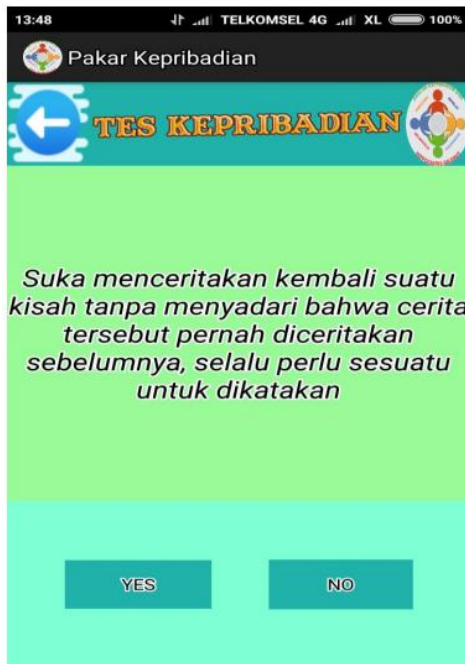 13:48 TELKOMSEL 4G XL 100%
Pakar Kepribadian
TES KEPRIBADIAN
Suka menceritakan kembali suatu
kisah tanpa menyadari bahwa cerita
tersebut pernah diceritakan
sebelumnya, selalu perlu sesuatu
untuk dikatakan
YES NO